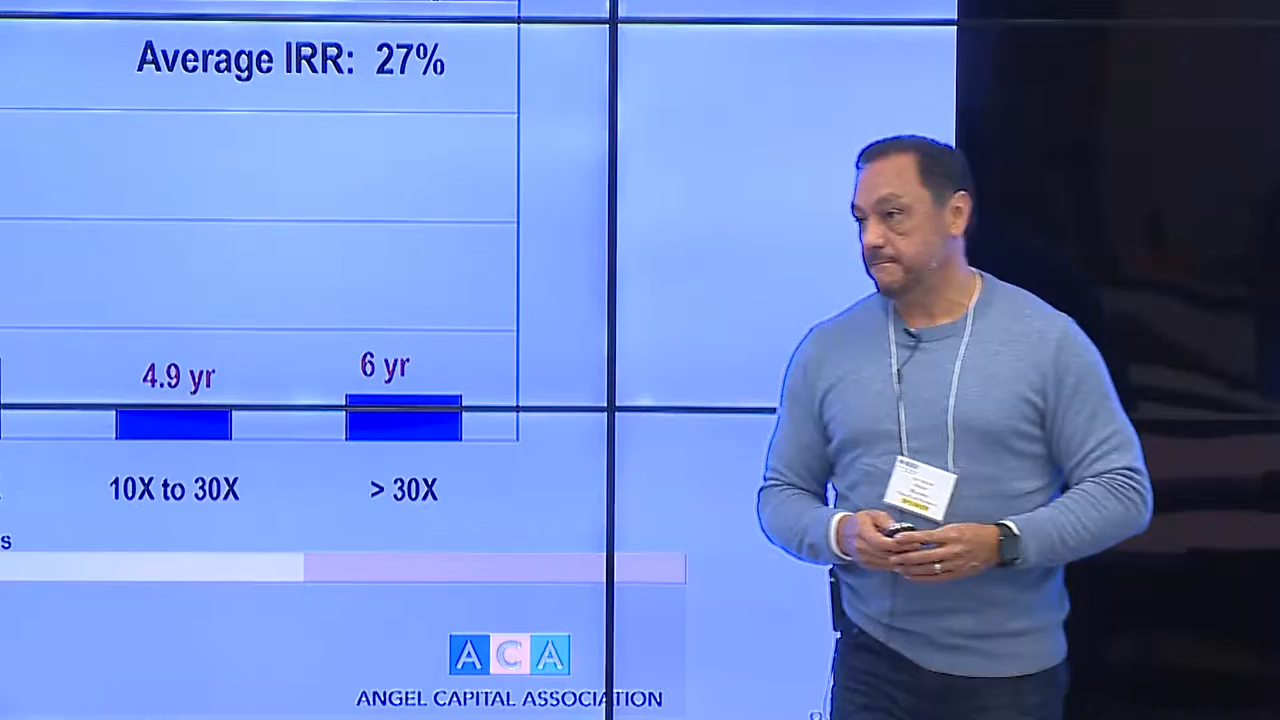 Average IRR: 27%
4.9 yr
6 yr
10X to 30X
> 30X
s
ACA
ANGEL CAPITAL ASSOCIATION